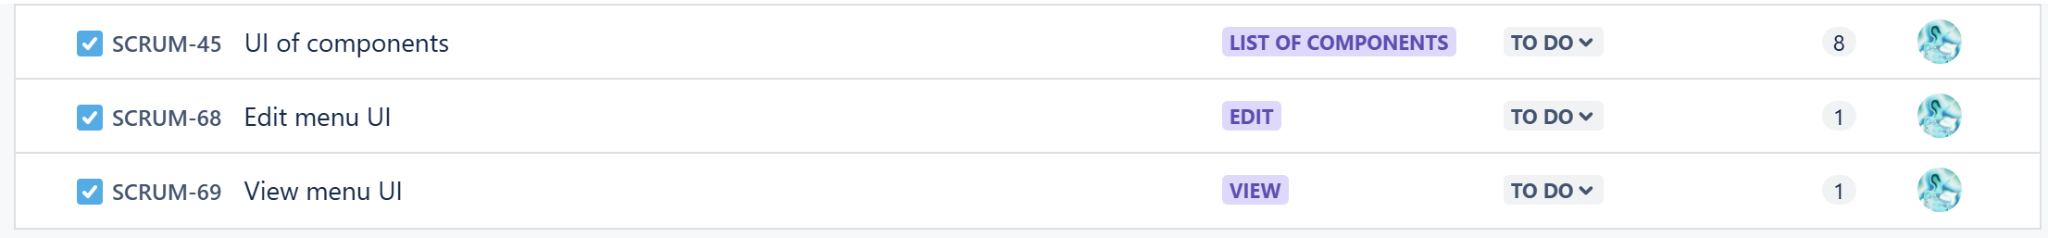 SCRUM-45 UI of components LIST OF COMPONENTS TO DO 8
SCRUM-68 Edit menu UI EDIT TO DO 1
SCRUM-69 View menu UI VIEW TO DO 1